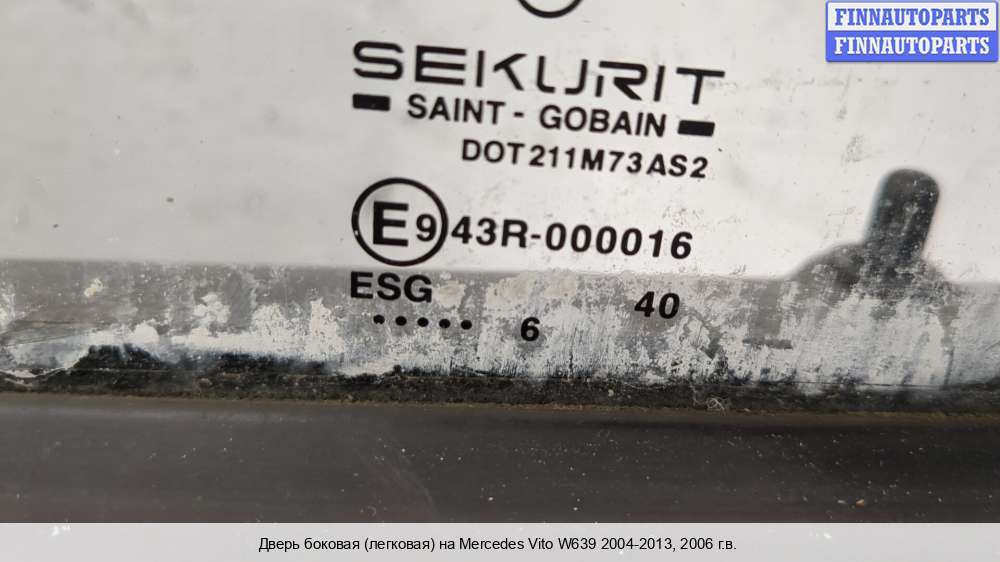 FINNAUTOPARTS
FINNAUTOPARTS
SEKURIT
SAINT - GOBAIN
DOT211M73AS2
E9 43R-000016
ESG 40
..... 6
Дверь боковая (легковая) на Mercedes Vito W639 2004-2013, 2006 г.в.